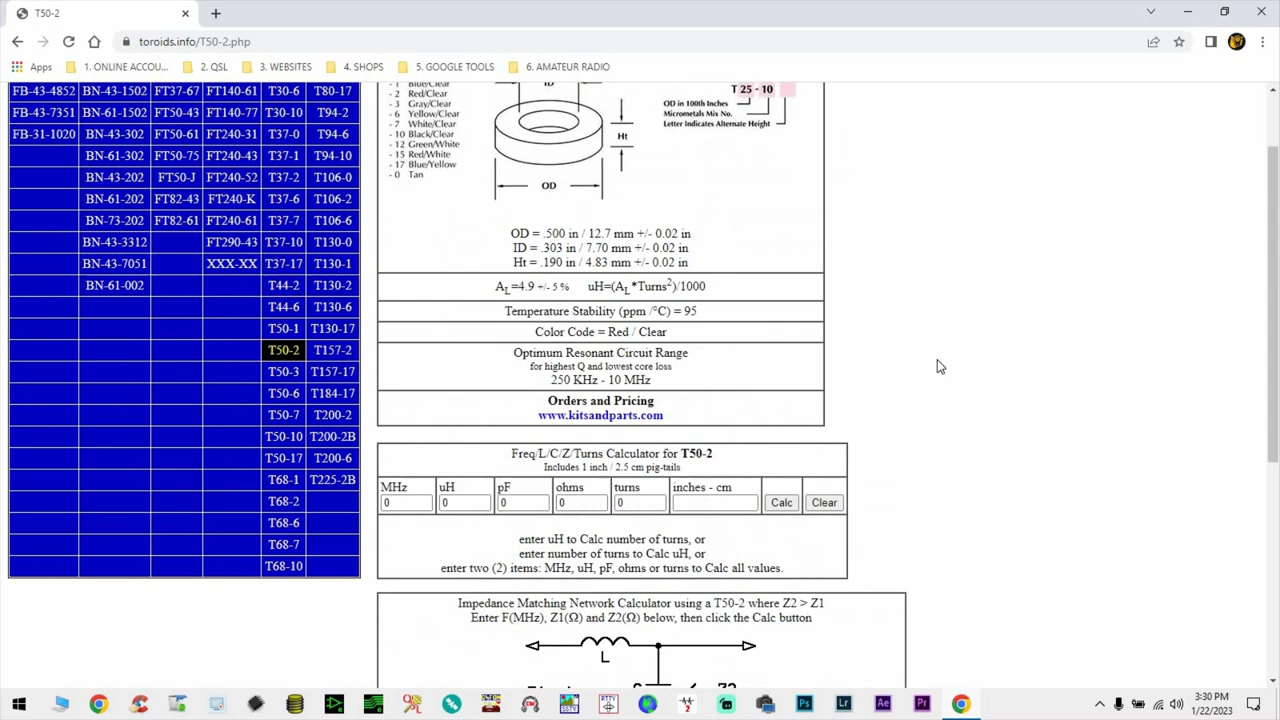 T50-2
toroids.info/T50-2.php
Apps
1. ONLINE ACCOU...
2. QSL
3. WEBSITES
4. SHOPS
5. GOOGLE TOOLS
6. AMATEUR RADIO
FB-43-4852 BN-43-1502 FT37-67 FT140-61 T30-6 T80-17
FB-43-7351 BN-61-1502 FT50-43 FT140-77 T30-10 T94-2
FB-31-1020 BN-43-302 FT50-61 FT240-31 T37-0 T94-6
BN-61-302 FT50-75 FT240-43 T37-1 T94-10
BN-43-202 FT50-J FT240-52 T37-2 T106-0
BN-61-202 FT82-43 FT240-K T37-6 T106-2
BN-73-202 FT82-61 FT240-61 T37-7 T106-6
BN-43-3312 FT290-43 T37-10 T130-0
BN-43-7051 XXX-XX T37-17 T130-1
BN-61-002 T44-2 T130-2
T44-6 T130-6
T50-1 T130-17
T50-2 T157-2
T50-3 T157-17
T50-6 T184-17
T50-7 T200-2
T50-10 T200-2B
T50-17 T200-6
T68-1 T225-2B
T68-2
T68-6
T68-7
T68-10
- 1 Blue/Clear
- 2 Red/Clear
- 3 Gray/Clear
- 6 Yellow/Clear
- 7 White/Clear
- 10 Black/Clear
- 12 Green/White
- 15 Red/White
- 17 Blue/Yellow
- 0 Tan
ID
Ht
OD
T 25 - 10
OD in 100th Inches
Micrometals Mix No.
Letter Indicates Alternate Height
OD = .500 in / 12.7 mm +/- 0.02 in
ID = .303 in / 7.70 mm +/- 0.02 in
Ht = .190 in / 4.83 mm +/- 0.02 in
AL=4.9 +/- 5 % uH=(AL*Turns2)/1000
Temperature Stability (ppm /°C) = 95
Color Code = Red / Clear
Optimum Resonant Circuit Range
for highest Q and lowest core loss
250 KHz - 10 MHz
Orders and Pricing
www.kitsandparts.com
Freq/L/C/Z/Turns Calculator for T50-2
Includes 1 inch / 2.5 cm pig-tails
MHz uH pF ohms turns inches - cm
0 0 0 0 0 Calc Clear
enter uH to Calc number of turns, or
enter number of turns to Calc uH, or
enter two (2) items: MHz, uH, pF, ohms or turns to Calc all values.
Impedance Matching Network Calculator using a T50-2 where Z2 > Z1
Enter F(MHz), Z1(Ω) and Z2(Ω) below, then click the Calc button
L
3:30 PM
1/22/2023